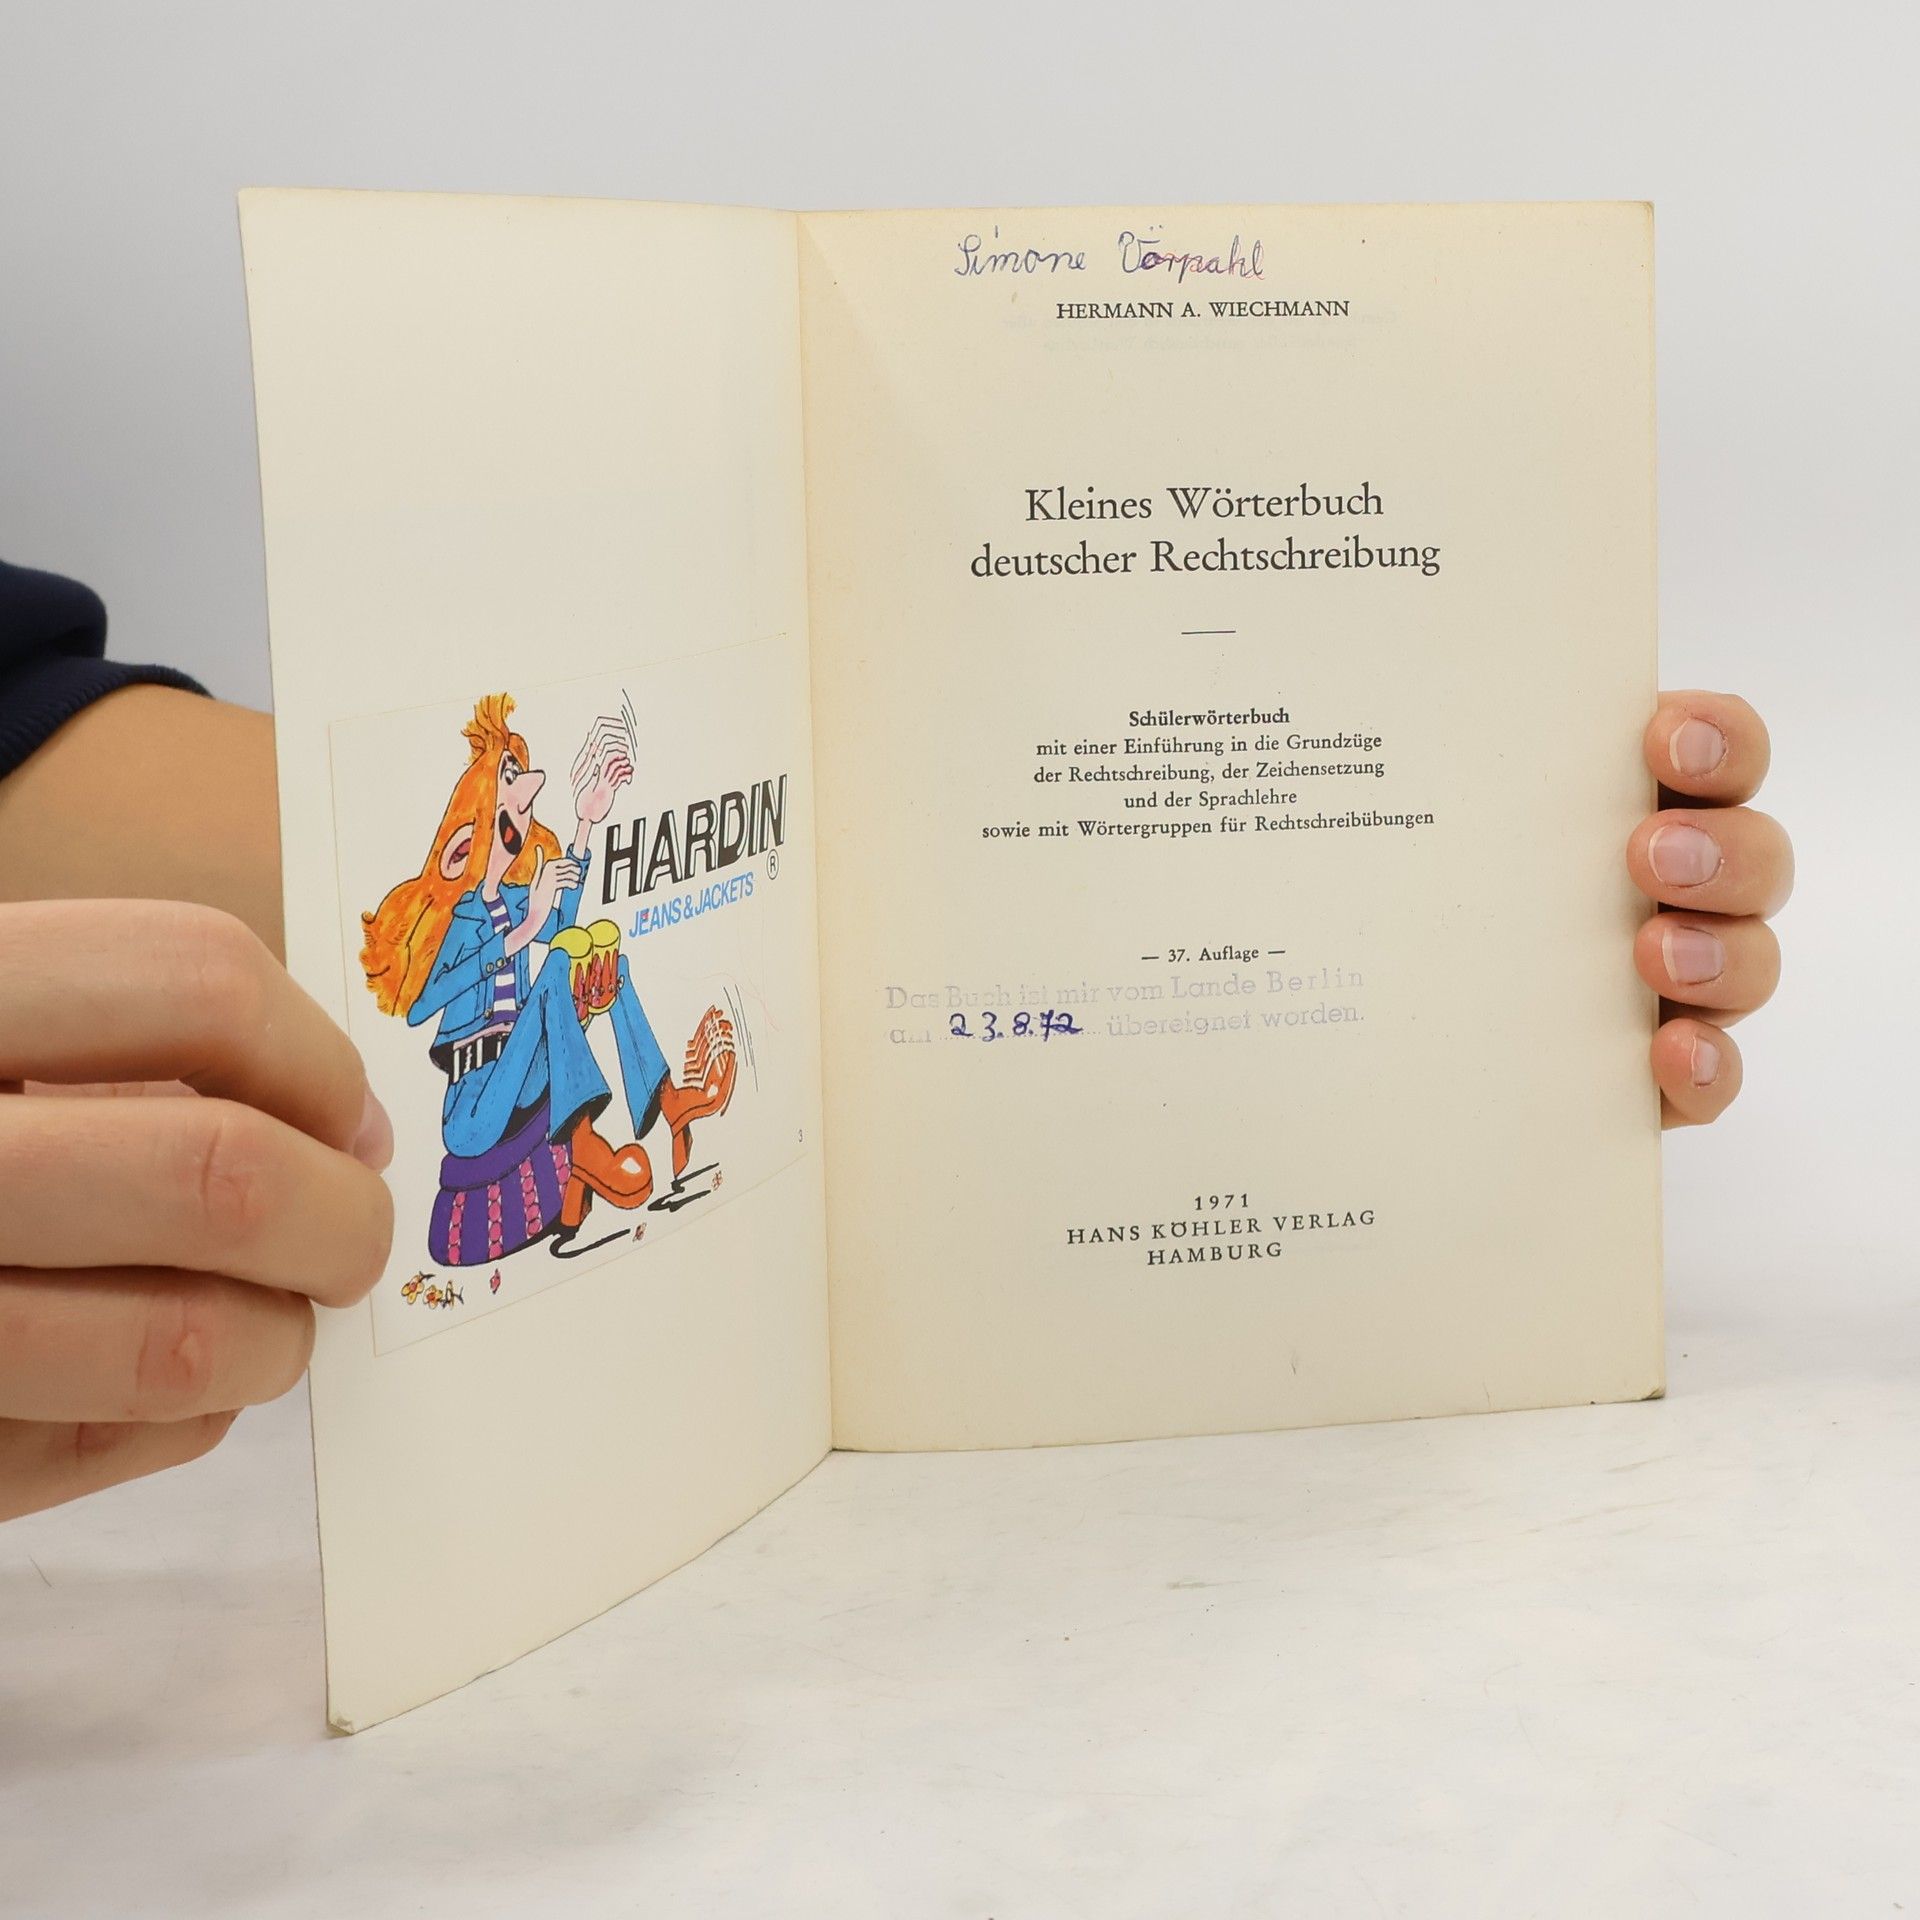 HARDIN
®
JEANS & JACKETS
3
Simone Vörpahl
HERMANN A. WIECHMANN
Kleines Wörterbuch
deutscher Rechtschreibung
Schülerwörterbuch
mit einer Einführung in die Grundzüge
der Rechtschreibung, der Zeichensetzung
und der Sprachlehre
sowie mit Wörtergruppen für Rechtschreibübungen
— 37. Auflage —
Das Buch ist mir vom Lande Berlin
am 23.8.72 übereignet worden.
1971
HANS KÖHLER VERLAG
HAMBURG